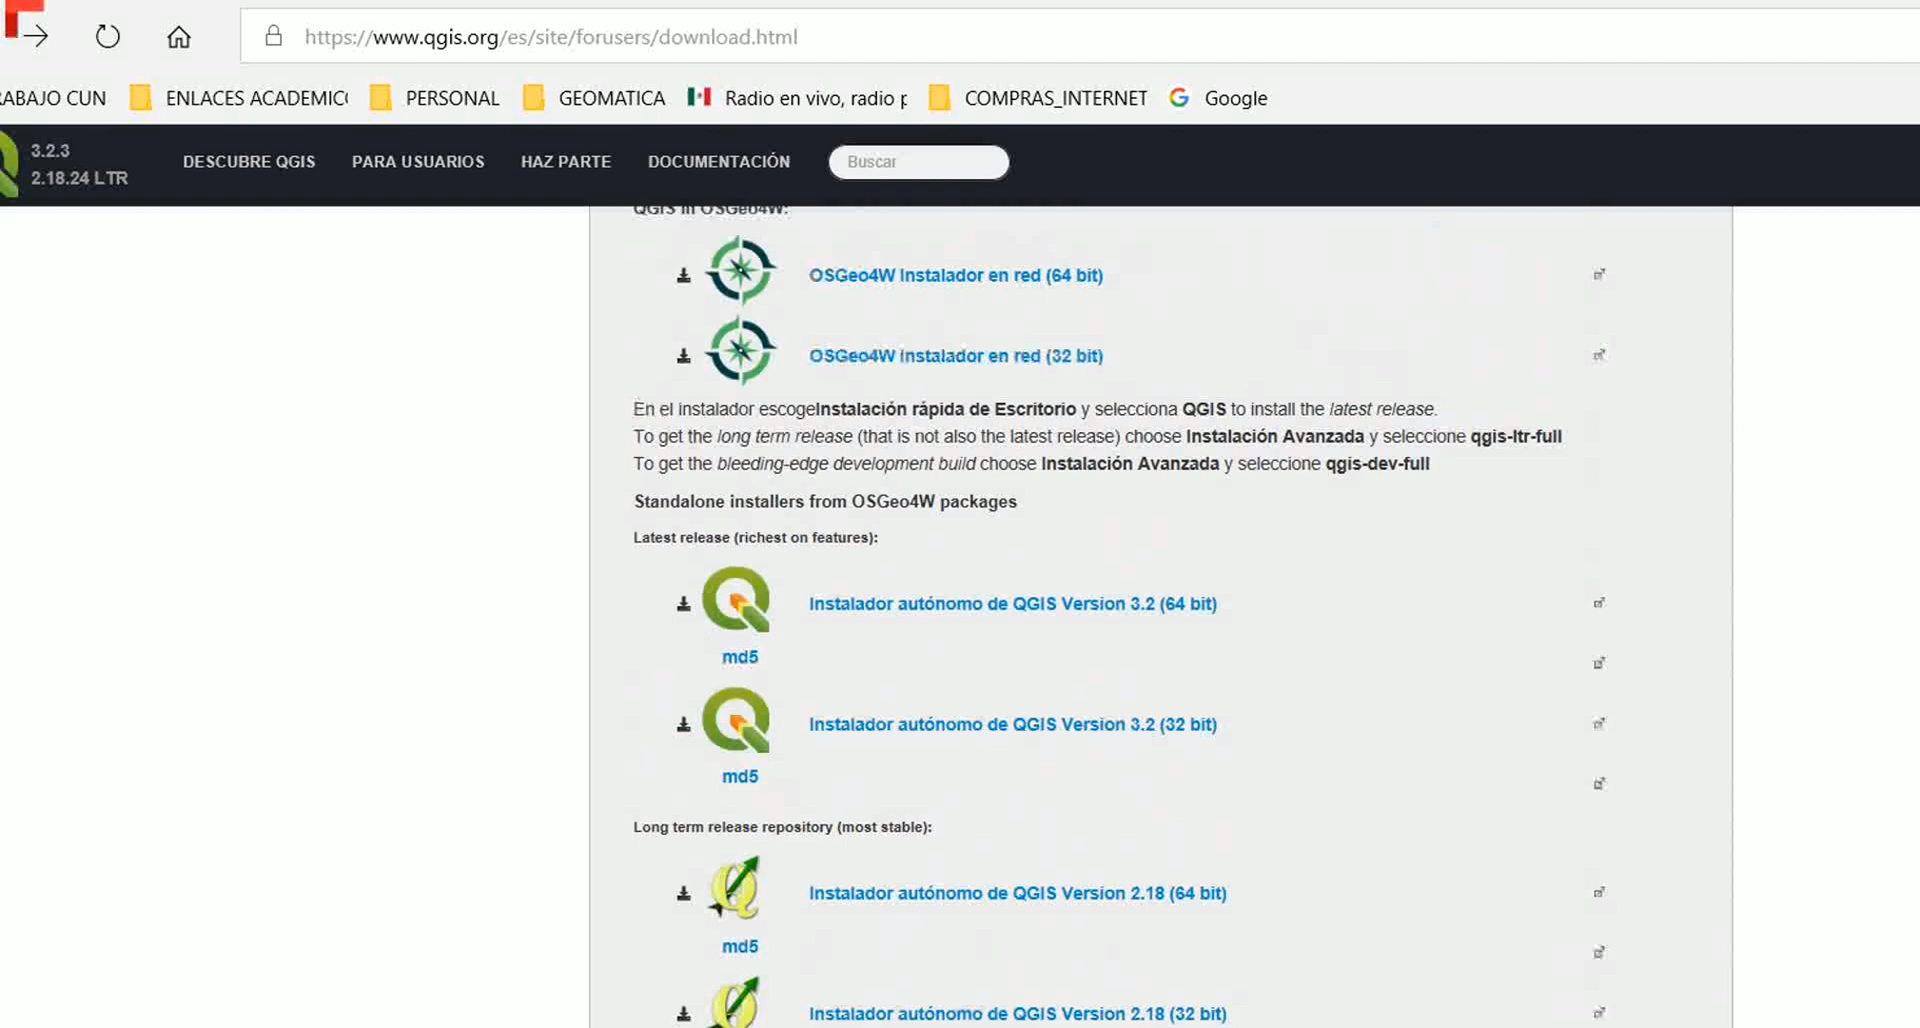 https://www.qgis.org/es/site/forusers/download.html
RABAJO CUN ENLACES ACADEMIC PERSONAL GEOMATICA Radio en vivo, radio p COMPRAS_INTERNET Google
3.2.3
2.18.24 LTR
DESCUBRE QGIS PARA USUARIOS HAZ PARTE DOCUMENTACIÓN Buscar
QGIS in OSGeo4W:
OSGeo4W Instalador en red (64 bit)
OSGeo4W Instalador en red (32 bit)
En el instalador escogeInstalación rápida de Escritorio y selecciona QGIS to install the latest release.
To get the long term release (that is not also the latest release) choose Instalación Avanzada y seleccione qgis-ltr-full
To get the bleeding-edge development build choose Instalación Avanzada y seleccione qgis-dev-full
Standalone installers from OSGeo4W packages
Latest release (richest on features):
Instalador autónomo de QGIS Version 3.2 (64 bit)
md5
Instalador autónomo de QGIS Version 3.2 (32 bit)
md5
Long term release repository (most stable):
Instalador autónomo de QGIS Version 2.18 (64 bit)
md5
Instalador autónomo de QGIS Version 2.18 (32 bit)